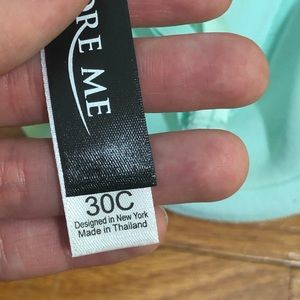 ORE ME
30C
Designed in New York
Made in Thailand